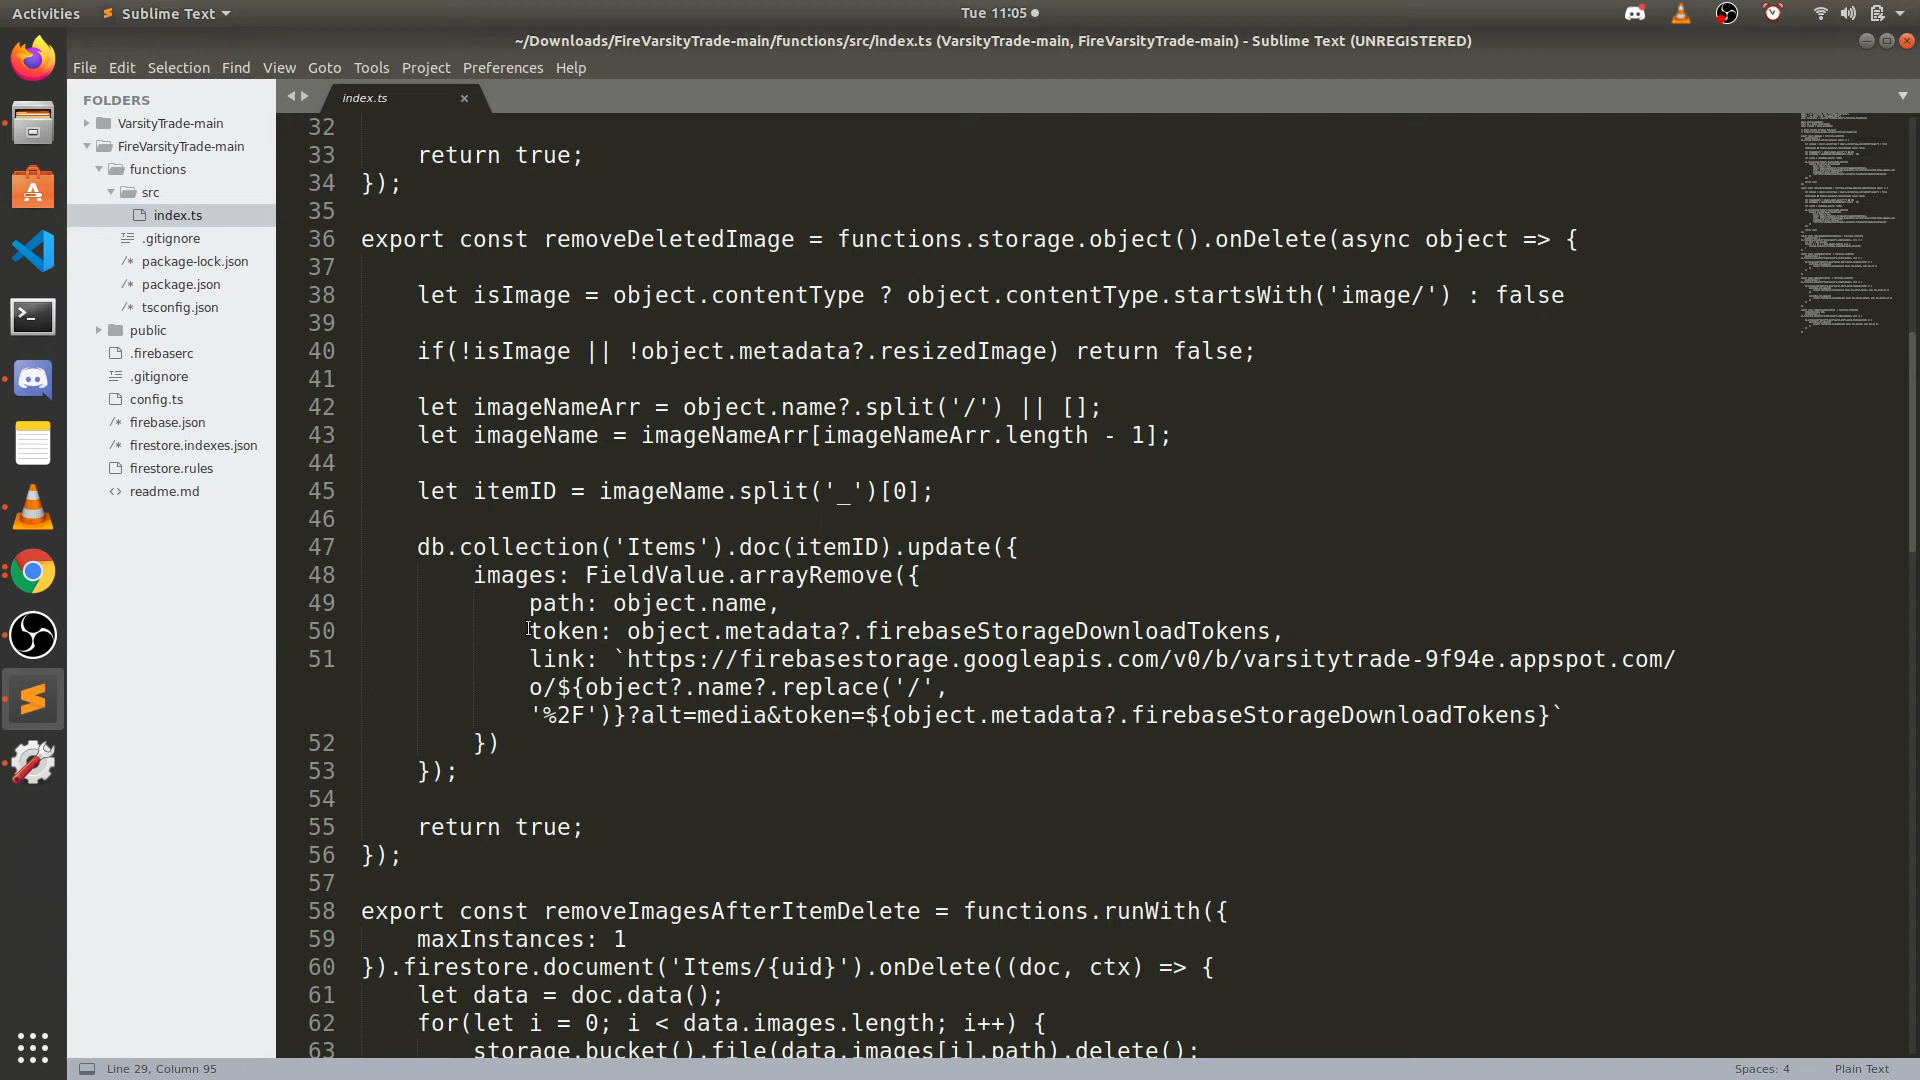 Activities
Sublime Text
Tue 11:05
~/Downloads/FireVarsityTrade-main/functions/src/index.ts (VarsityTrade-main, FireVarsityTrade-main) - Sublime Text (UNREGISTERED)
File Edit Selection Find View Goto Tools Project Preferences Help
FOLDERS
VarsityTrade-main
FireVarsityTrade-main
functions
src
index.ts
.gitignore
/* package-lock.json
/* package.json
/* tsconfig.json
public
.firebaserc
.gitignore
config.ts
/* firebase.json
/* firestore.indexes.json
firestore.rules
<> readme.md
index.ts
32
33 return true;
34 });
35
36 export const removeDeletedImage = functions.storage.object().onDelete(async object => {
37
38 let isImage = object.contentType ? object.contentType.startsWith('image/') : false
39
40 if(!isImage || !object.metadata?.resizedImage) return false;
41
42 let imageNameArr = object.name?.split('/') || [];
43 let imageName = imageNameArr[imageNameArr.length - 1];
44
45 let itemID = imageName.split('_')[0];
46
47 db.collection('Items').doc(itemID).update({
48 images: FieldValue.arrayRemove({
49 path: object.name,
50 token: object.metadata?.firebaseStorageDownloadTokens,
51 link: `https://firebasestorage.googleapis.com/v0/b/varsitytrade-9f94e.appspot.com/
o/${object?.name?.replace('/',
'%2F')}?alt=media&token=${object.metadata?.firebaseStorageDownloadTokens}`
52 })
53 });
54
55 return true;
56 });
57
58 export const removeImagesAfterItemDelete = functions.runWith({
59 maxInstances: 1
60 }).firestore.document('Items/{uid}').onDelete((doc, ctx) => {
61 let data = doc.data();
62 for(let i = 0; i < data.images.length; i++) {
63 storage.bucket().file(data.images[i].path).delete();
Line 29, Column 95
Spaces: 4
Plain Text